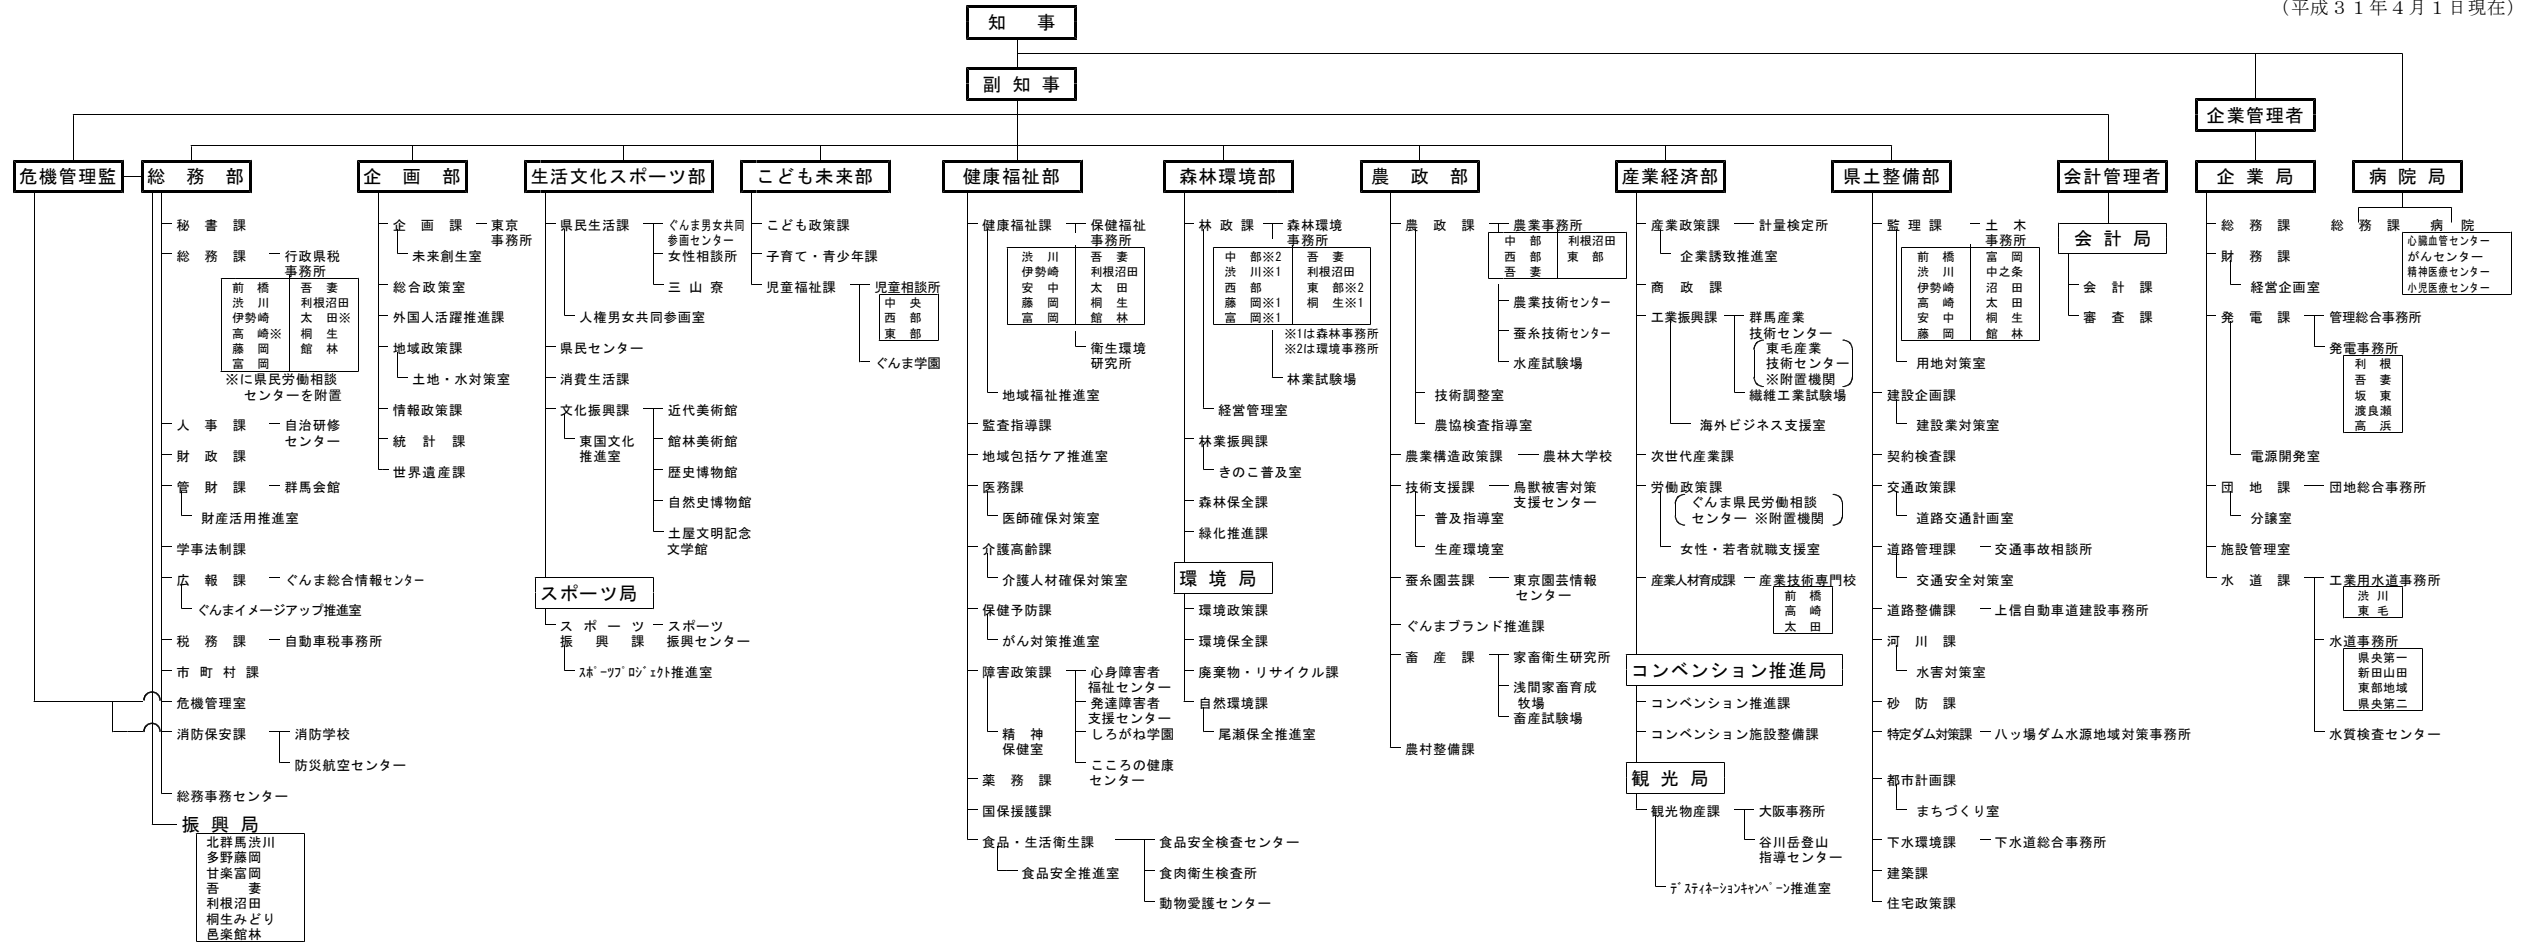 (平成３１年４月１日現在)
知　事
副知事
企業管理者
危機管理監
総務部
企画部
生活文化スポーツ部
こども未来部
健康福祉部
森林環境部
農政部
産業経済部
県土整備部
会計管理者
企業局
病院局
秘書課
総務課
行政県税
事務所
前橋　吾妻
渋川　利根沼田
伊勢崎　太田※
高崎※　桐生
藤岡　館林
富岡
※に県民労働相談
センターを附置
人事課
自治研修
センター
財政課
管財課
群馬会館
財産活用推進室
学事法制課
広報課
ぐんま総合情報センター
ぐんまイメージアップ推進室
税務課
自動車税事務所
市町村課
危機管理室
消防保安課
消防学校
防災航空センター
総務事務センター
振興局
北群馬渋川
多野藤岡
甘楽富岡
吾妻
利根沼田
桐生みどり
邑楽館林
企画課
東京
事務所
未来創生室
総合政策室
外国人活躍推進課
地域政策課
土地・水対策室
情報政策課
統計課
世界遺産課
県民生活課
ぐんま男女共同
参画センター
女性相談所
三山寮
人権男女共同参画室
県民センター
消費生活課
文化振興課
近代美術館
東国文化
推進室
館林美術館
歴史博物館
自然史博物館
土屋文明記念
文学館
スポーツ局
スポーツ
振興課
スポーツ
振興センター
ｽﾎﾟｰﾂﾌﾟﾛｼﾞｪｸﾄ推進室
こども政策課
子育て・青少年課
児童福祉課
児童相談所
中央
西部
東部
ぐんま学園
健康福祉課
保健福祉
事務所
渋川　吾妻
伊勢崎　利根沼田
安中　太田
藤岡　桐生
富岡　館林
衛生環境
研究所
地域福祉推進室
監査指導課
地域包括ケア推進室
医務課
医師確保対策室
介護高齢課
介護人材確保対策室
保健予防課
がん対策推進室
障害政策課
心身障害者
福祉センター
発達障害者
支援センター
しろがね学園
精神
保健室
こころの健康
センター
薬務課
国保援護課
食品・生活衛生課
食品安全検査センター
食品安全推進室
食肉衛生検査所
動物愛護センター
林政課
森林環境
事務所
中部※2　吾妻
渋川※1　利根沼田
西部　東部※2
藤岡※1　桐生※1
富岡※1
※1は森林事務所
※2は環境事務所
林業試験場
経営管理室
林業振興課
きのこ普及室
森林保全課
緑化推進課
環境局
環境政策課
環境保全課
廃棄物・リサイクル課
自然環境課
尾瀬保全推進室
農政課
農業事務所
中部　利根沼田
西部　東部
吾妻
農業技術センター
蚕糸技術センター
水産試験場
技術調整室
農協検査指導室
農業構造政策課
農林大学校
技術支援課
鳥獣被害対策
支援センター
普及指導室
生産環境室
蚕糸園芸課
東京園芸情報
センター
ぐんまブランド推進課
畜産課
家畜衛生研究所
浅間家畜育成
牧場
畜産試験場
農村整備課
産業政策課
計量検定所
企業誘致推進室
商政課
工業振興課
群馬産業
技術センター
東毛産業
技術センター
※附置機関
繊維工業試験場
海外ビジネス支援室
次世代産業課
労働政策課
ぐんま県民労働相談
センター ※附置機関
女性・若者就職支援室
産業人材育成課
産業技術専門校
前橋
高崎
太田
コンベンション推進局
コンベンション推進課
コンベンション施設整備課
観光局
観光物産課
大阪事務所
谷川岳登山
指導センター
ﾃﾞｽﾃｨﾈｰｼｮﾝｷｬﾝﾍﾟｰﾝ推進室
監理課
土木
事務所
前橋　富岡
渋川　中之条
伊勢崎　沼田
高崎　太田
安中　桐生
藤岡　館林
用地対策室
建設企画課
建設業対策室
契約検査課
交通政策課
道路交通計画室
道路管理課
交通事故相談所
交通安全対策室
道路整備課
上信自動車道建設事務所
河川課
水害対策室
砂防課
特定ダム対策課
八ッ場ダム水源地域対策事務所
都市計画課
まちづくり室
下水環境課
下水道総合事務所
建築課
住宅政策課
会計局
会計課
審査課
総務課
財務課
経営企画室
発電課
管理総合事務所
発電事務所
利根
吾妻
坂東
渡良瀬
高浜
電源開発室
団地課
団地総合事務所
分譲室
施設管理室
水道課
工業用水道事務所
渋川
東毛
水道事務所
県央第一
新田山田
東部地域
県央第二
水質検査センター
総務課
病院
心臓血管センター
がんセンター
精神医療センター
小児医療センター